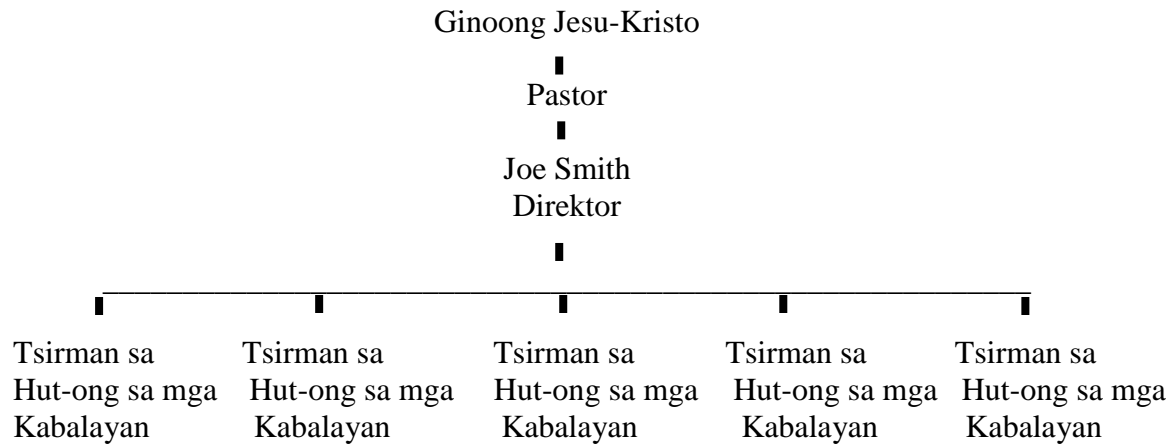 Ginoong Jesu-Kristo
Pastor
Joe Smith
Direktor
Tsirman sa Tsirman sa Tsirman sa Tsirman sa Tsirman sa
Hut-ong sa mga Hut-ong sa mga Hut-ong sa mga Hut-ong sa mga Hut-ong sa mga
Kabalayan Kabalayan Kabalayan Kabalayan Kabalayan